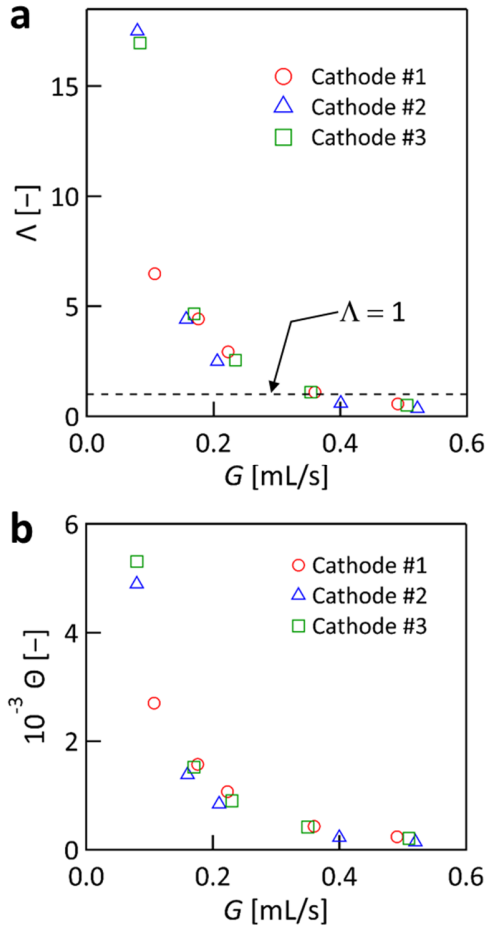 a
15
10
5
0
Λ [−]
Cathode #1
Cathode #2
Cathode #3
Λ = 1
0.0 0.2 0.4 0.6
G [mL/s]
b
6
4
2
0
10⁻³ Θ [−]
Cathode #1
Cathode #2
Cathode #3
0.0 0.2 0.4 0.6
G [mL/s]